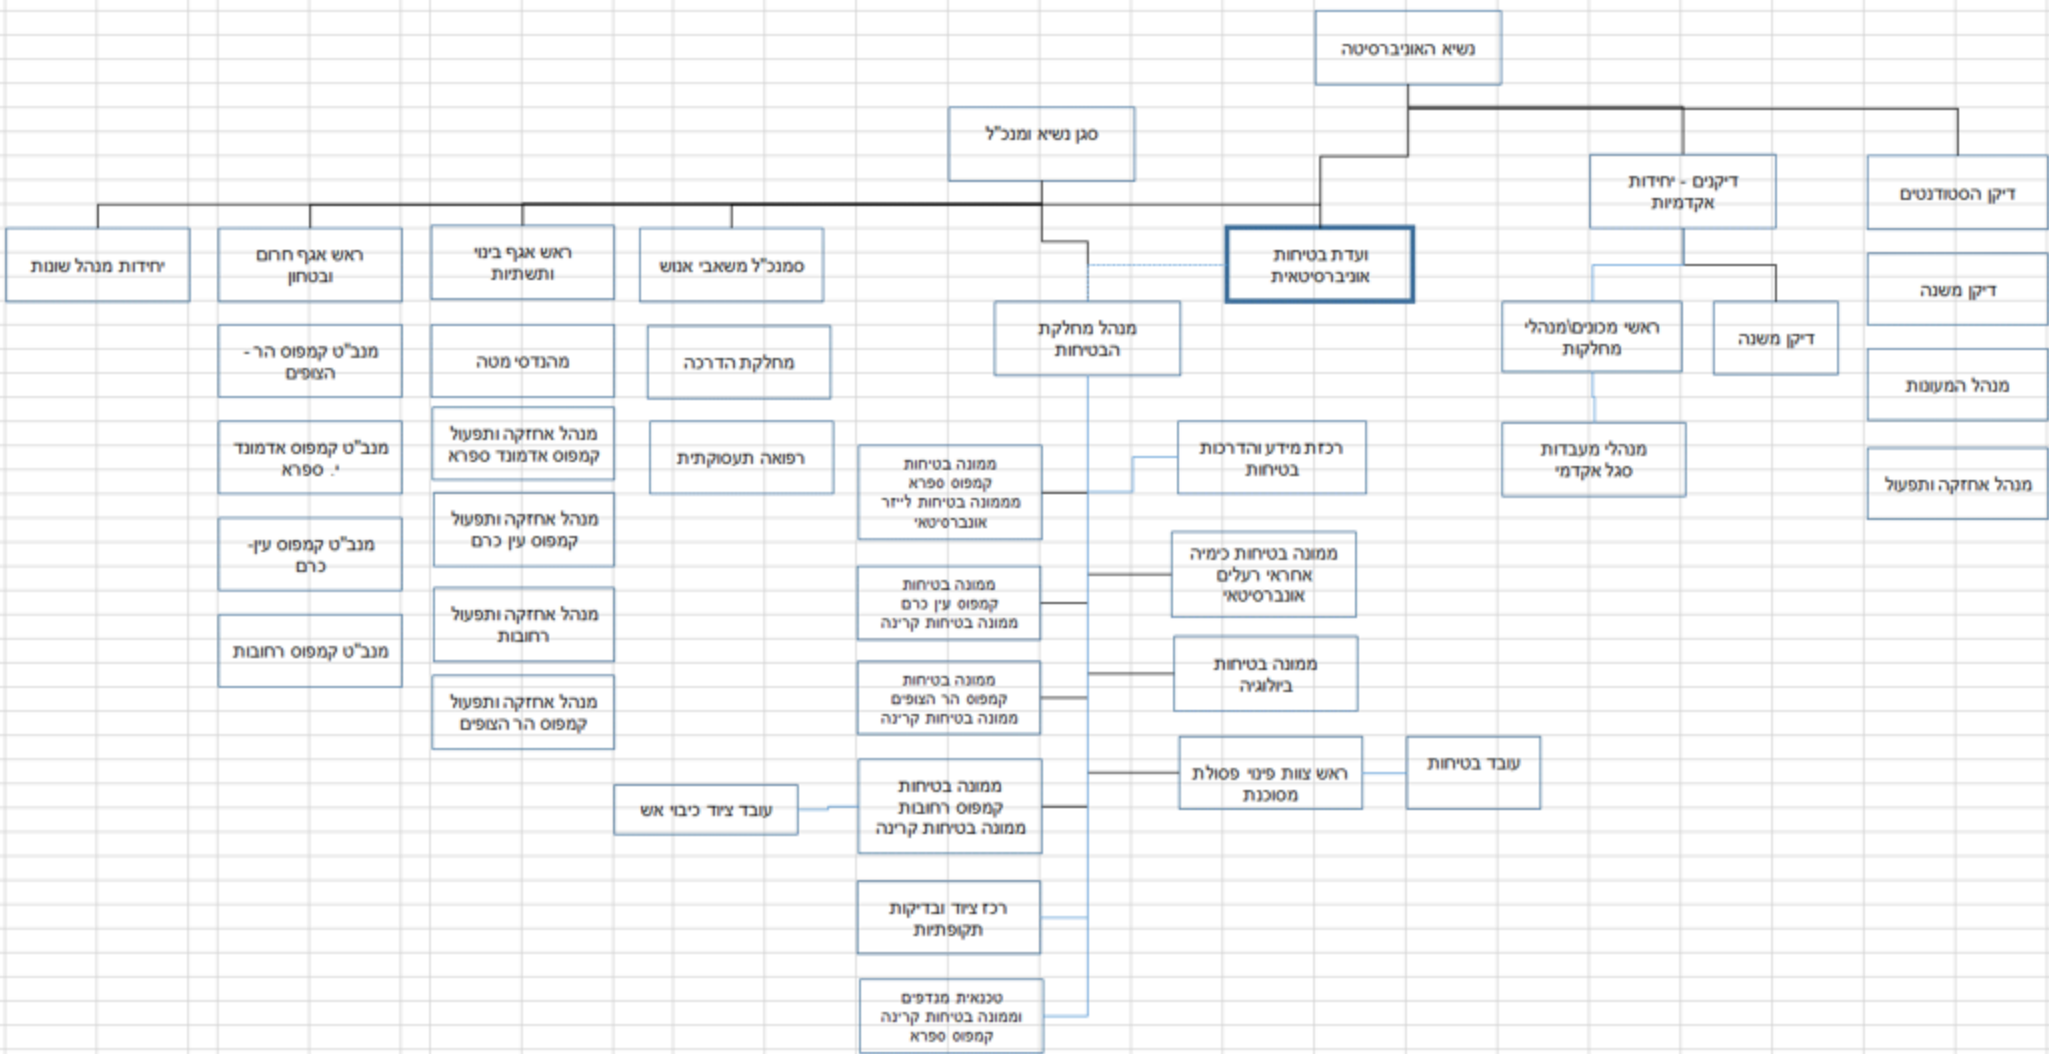 נשיא האוניברסיטה
סגן נשיא ומנכ"ל
דיקן הסטודנטים
דיקנים - יחידות
אקדמיות
ועדת בטיחות
אוניברסיטאית
סמנכ"ל משאבי אנוש
ראש אגף בינוי
ותשתיות
ראש אגף חרום
ובטחון
יחידות מנהל שונות
דיקן משנה
מנהל המעונות
מנהל אחזקה ותפעול
דיקן משנה
ראשי מכונים\מנהלי
מחלקות
מנהלי מעבדות
סגל אקדמי
מנהל מחלקת
הבטיחות
רכזת מידע והדרכות
בטיחות
ממונה בטיחות כימיה
אחראי רעלים
אונברסיטאי
ממונה בטיחות
ביולוגיה
ראש צוות פינוי פסולת
מסוכנת
עובד בטיחות
ממונה בטיחות
קמפוס ספרא
מממונה בטיחות לייזר
אונברסיטאי
ממונה בטיחות
קמפוס עין כרם
ממונה בטיחות קרינה
ממונה בטיחות
קמפוס הר הצופים
ממונה בטיחות קרינה
ממונה בטיחות
קמפוס רחובות
ממונה בטיחות קרינה
עובד ציוד כיבוי אש
רכז ציוד ובדיקות
תקופתיות
טכנאית מנדפים
וממונה בטיחות קרינה
קמפוס ספרא
מחלקת הדרכה
רפואה תעסוקתית
מהנדסי מטה
מנהל אחזקה ותפעול
קמפוס אדמונד ספרא
מנהל אחזקה ותפעול
קמפוס עין כרם
מנהל אחזקה ותפעול
רחובות
מנהל אחזקה ותפעול
קמפוס הר הצופים
מנב"ט קמפוס הר -
הצופים
מנב"ט קמפוס אדמונד
י. ספרא
מנב"ט קמפוס עין-
כרם
מנב"ט קמפוס רחובות